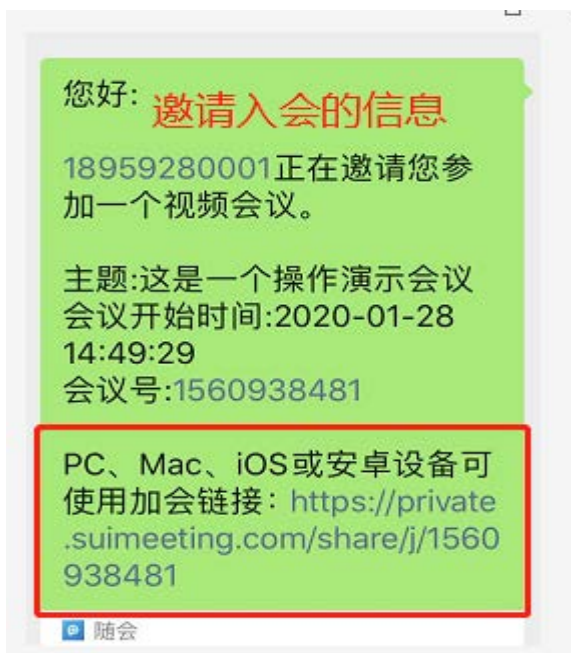 您好:
邀请入会的信息
18959280001正在邀请您参
加一个视频会议。
主题:这是一个操作演示会议
会议开始时间:2020-01-28
14:49:29
会议号:1560938481
PC、Mac、iOS或安卓设备可
使用加会链接：https://private
.suimeeting.com/share/j/1560
938481
随会